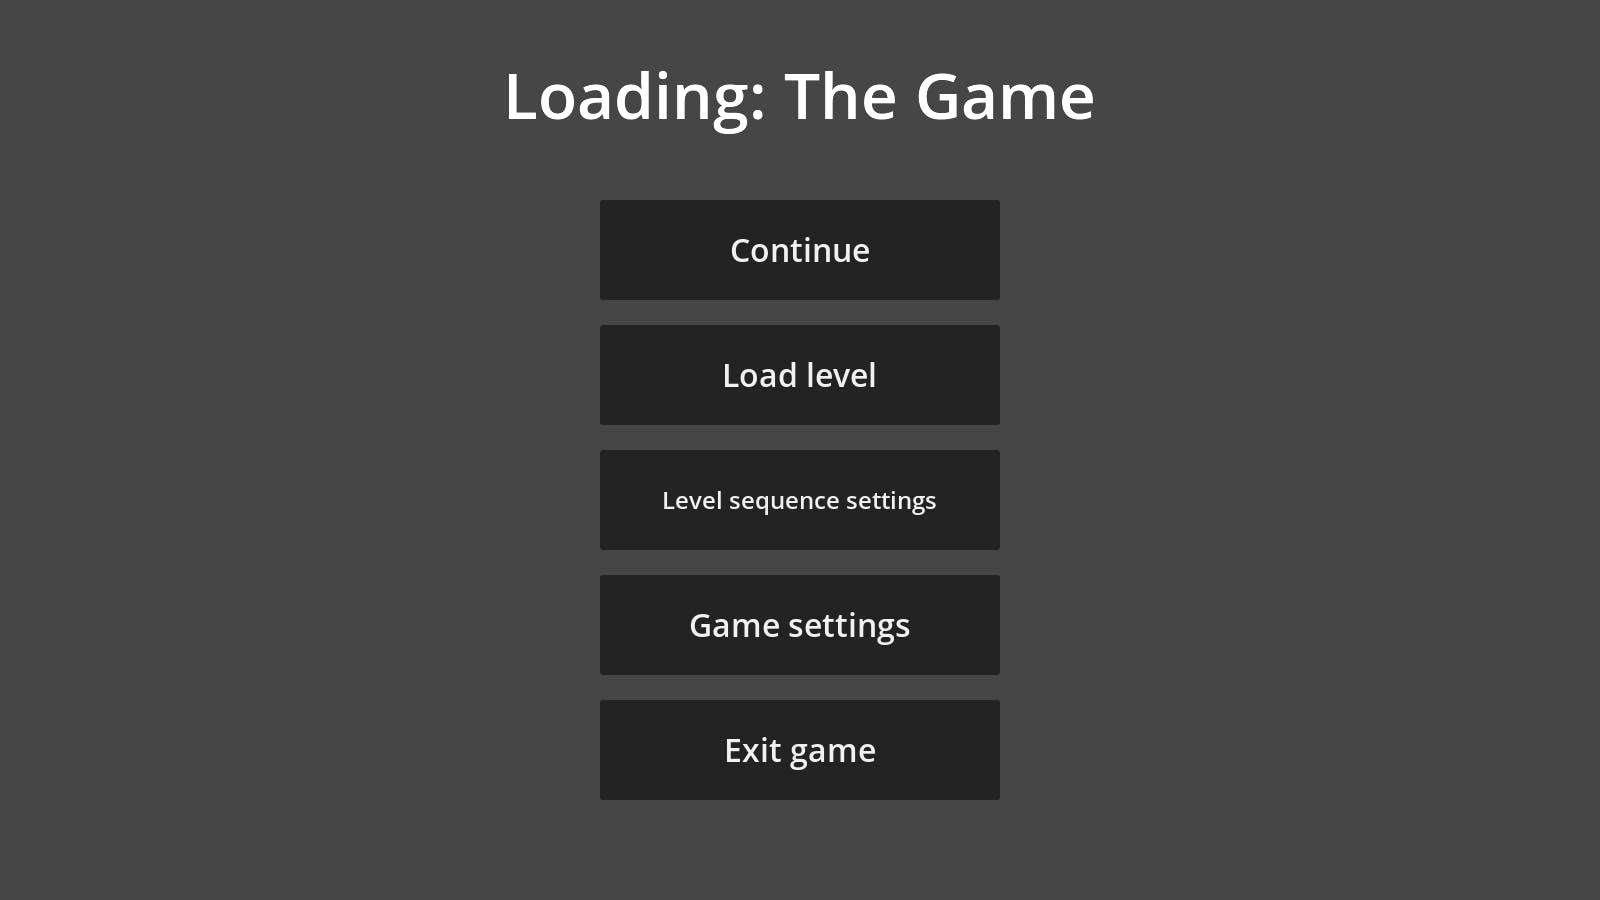 Loading: The Game
Continue
Load level
Level sequence settings
Game settings
Exit game